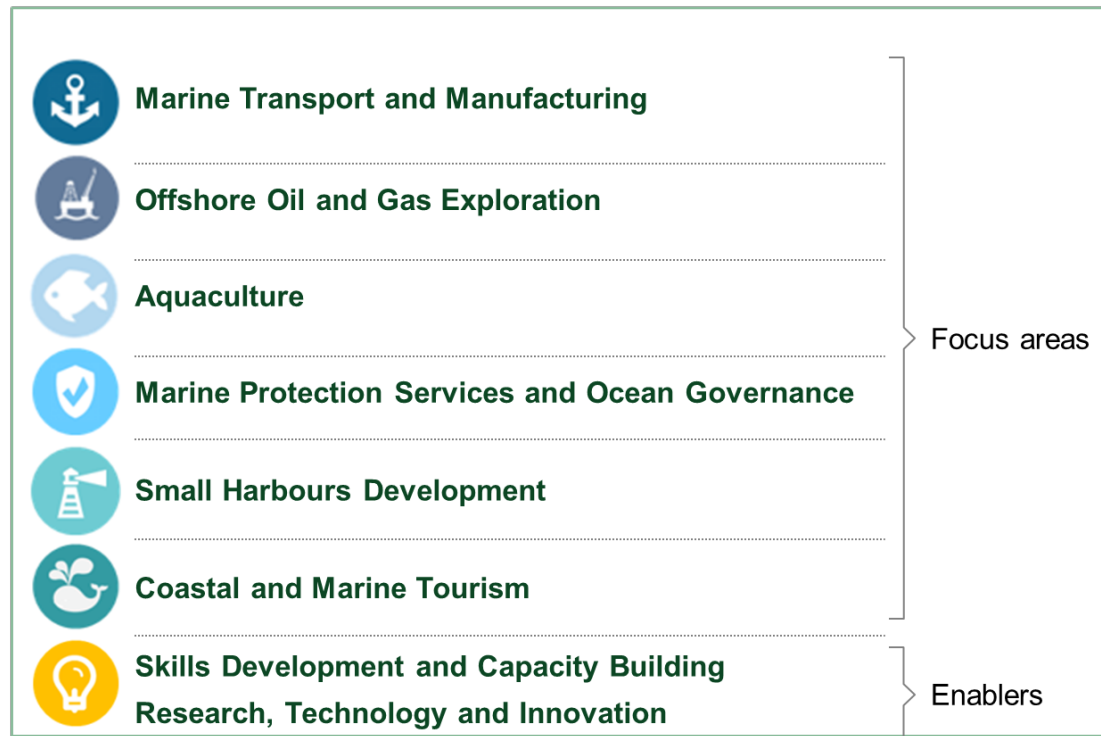 Marine Transport and Manufacturing
Offshore Oil and Gas Exploration
Aquaculture
Marine Protection Services and Ocean Governance
Small Harbours Development
Coastal and Marine Tourism
Focus areas
Skills Development and Capacity Building
Research, Technology and Innovation
Enablers